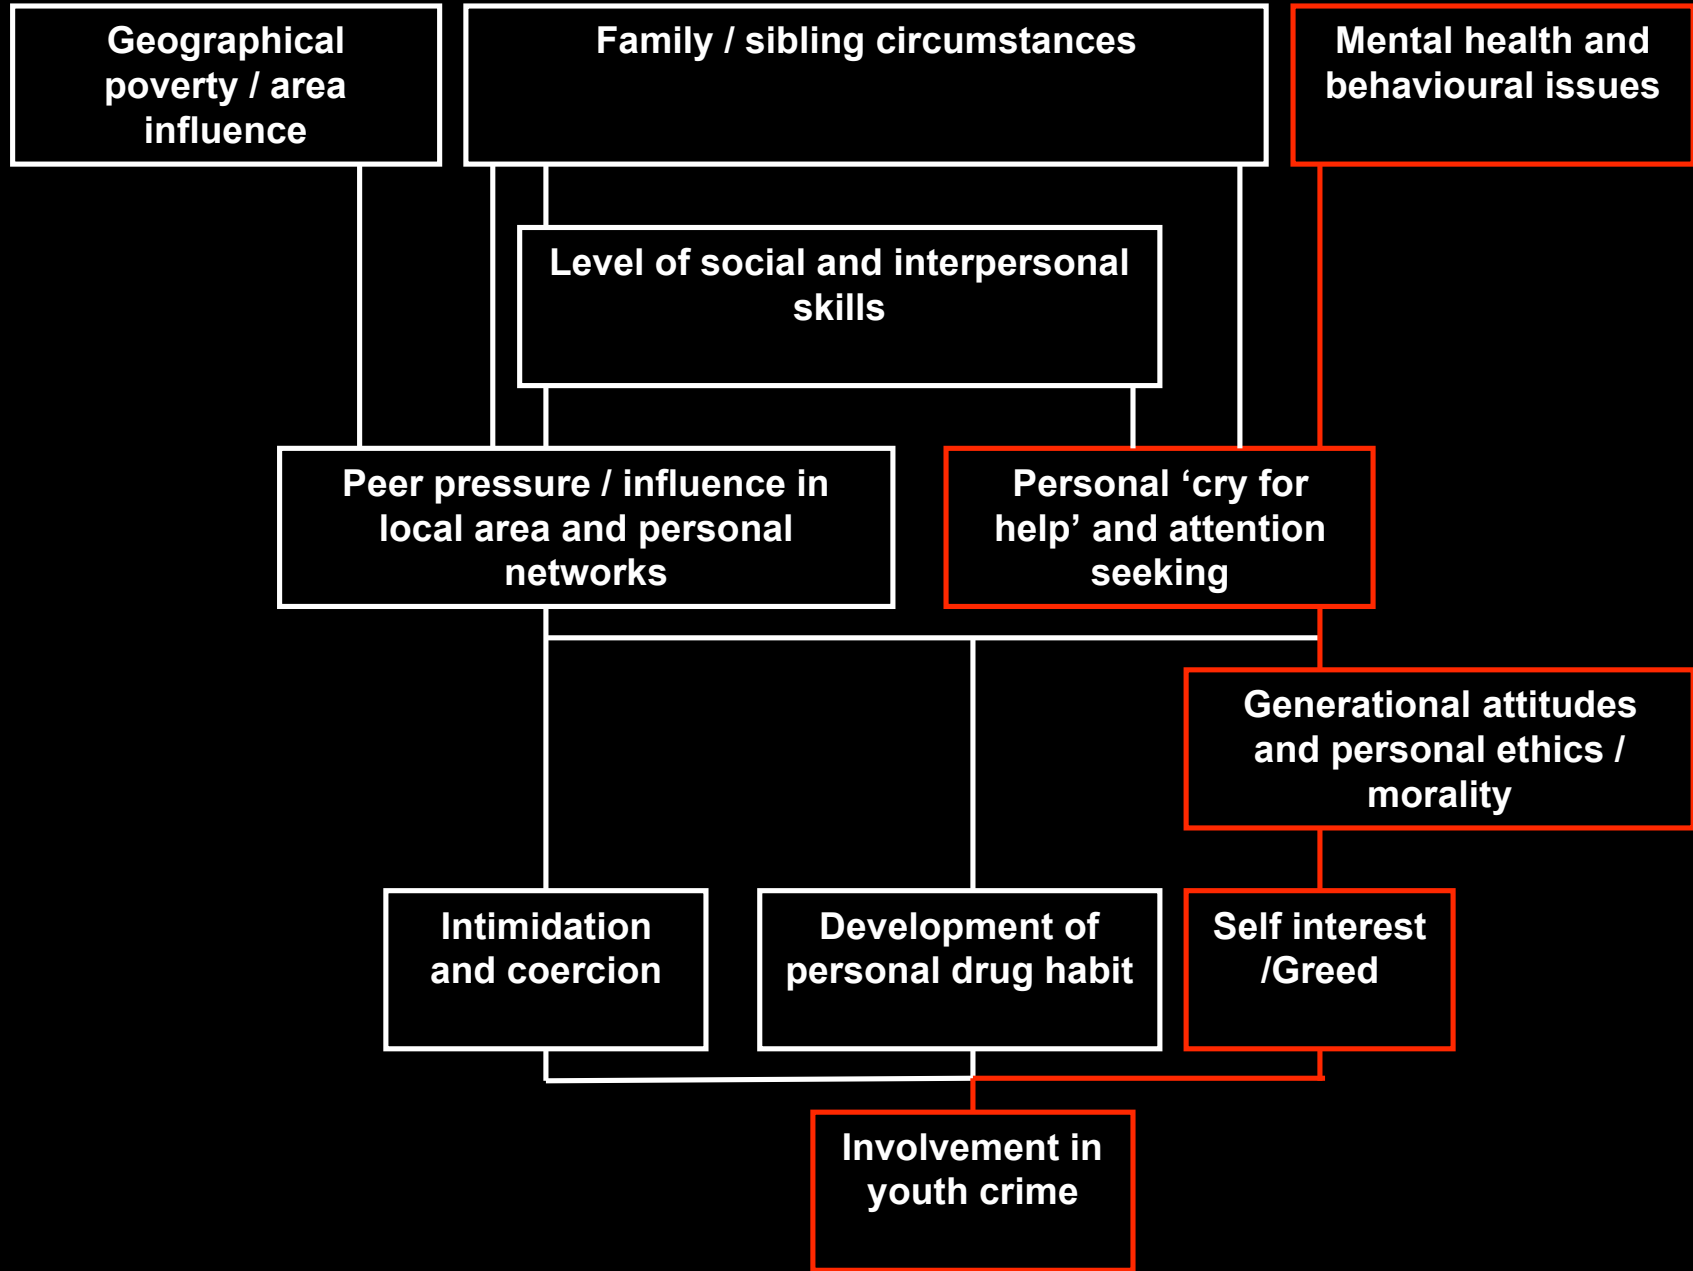 Geographical
poverty / area
influence
Family / sibling circumstances
Mental health and
behavioural issues
Level of social and interpersonal
skills
Peer pressure / influence in
local area and personal
networks
Personal ‘cry for
help’ and attention
seeking
Generational attitudes
and personal ethics /
morality
Intimidation
and coercion
Development of
personal drug habit
Self interest
/Greed
Involvement in
youth crime